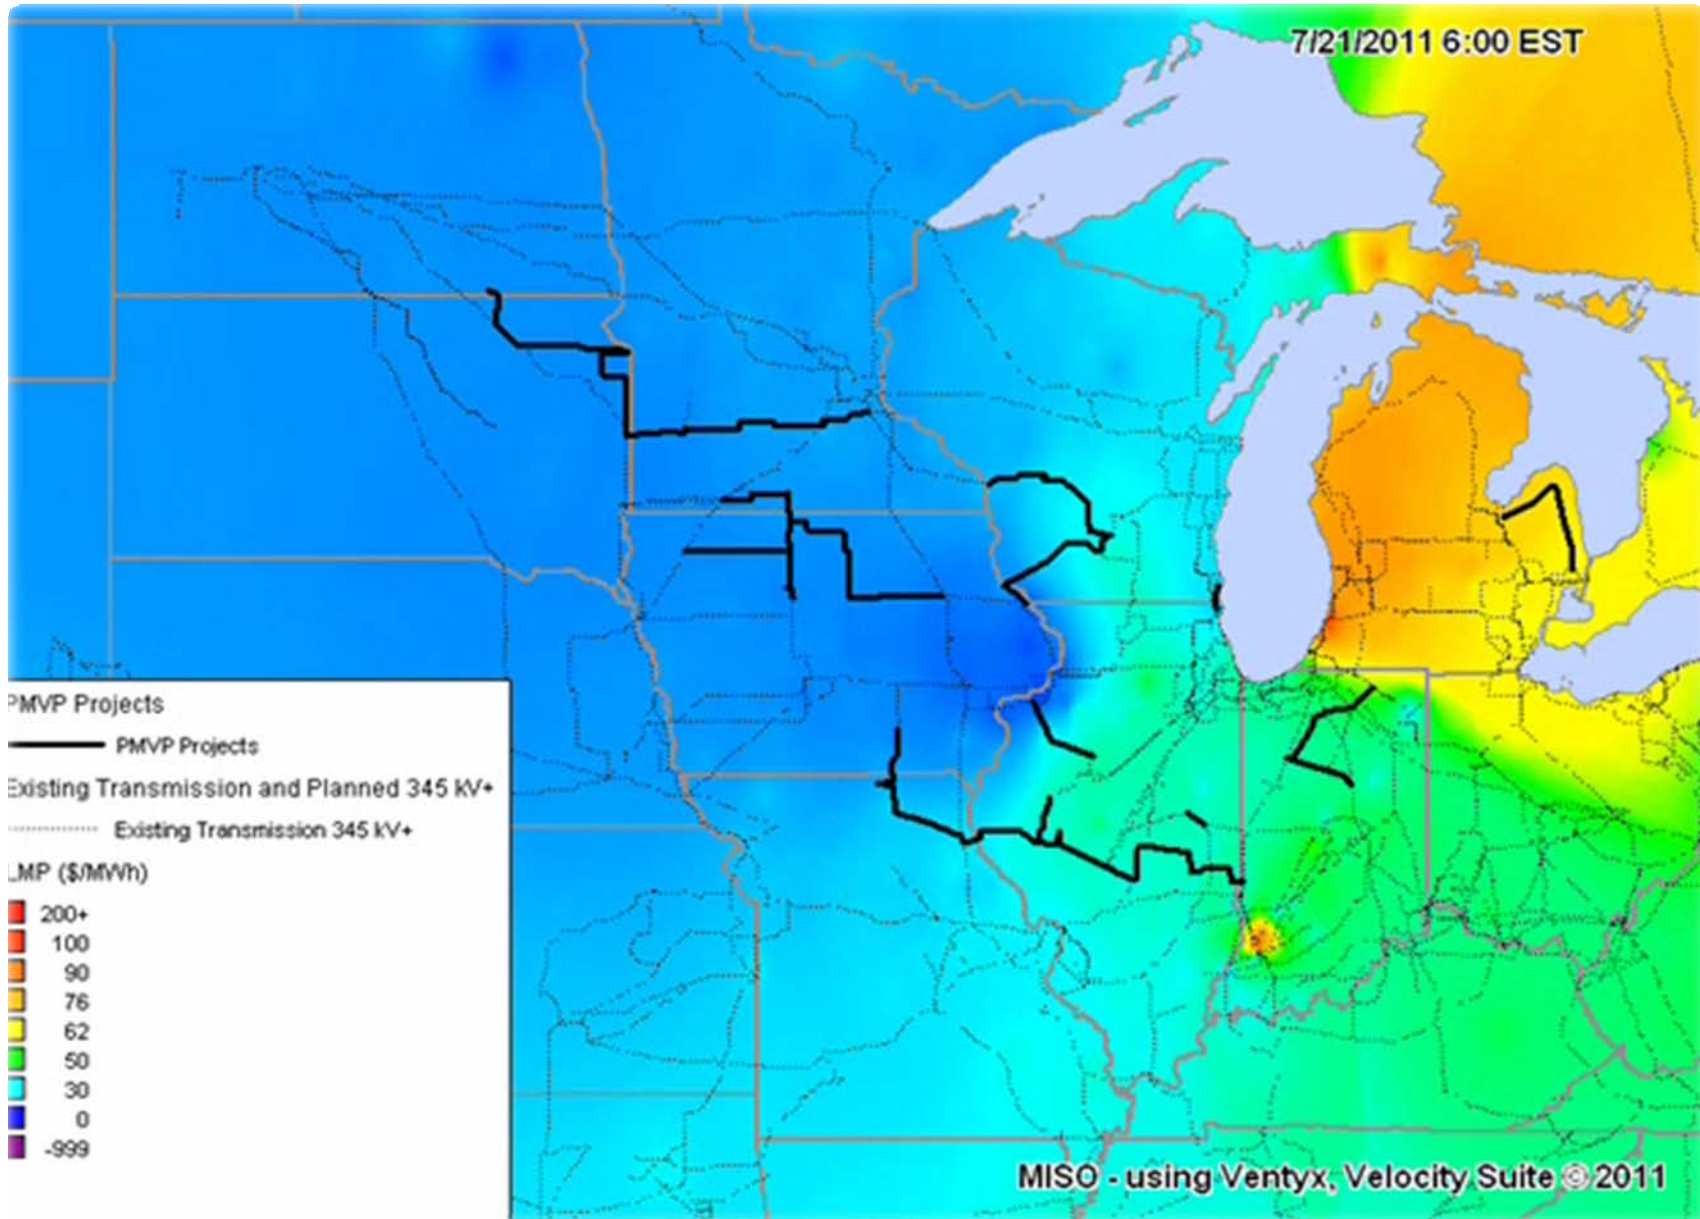 7/21/2011 6:00 EST
PMVP Projects
PMVP Projects
Existing Transmission and Planned 345 kV+
Existing Transmission 345 kV+
LMP ($/MWh)
200+
100
90
76
62
50
30
0
-999
MISO - using Ventyx, Velocity Suite © 2011